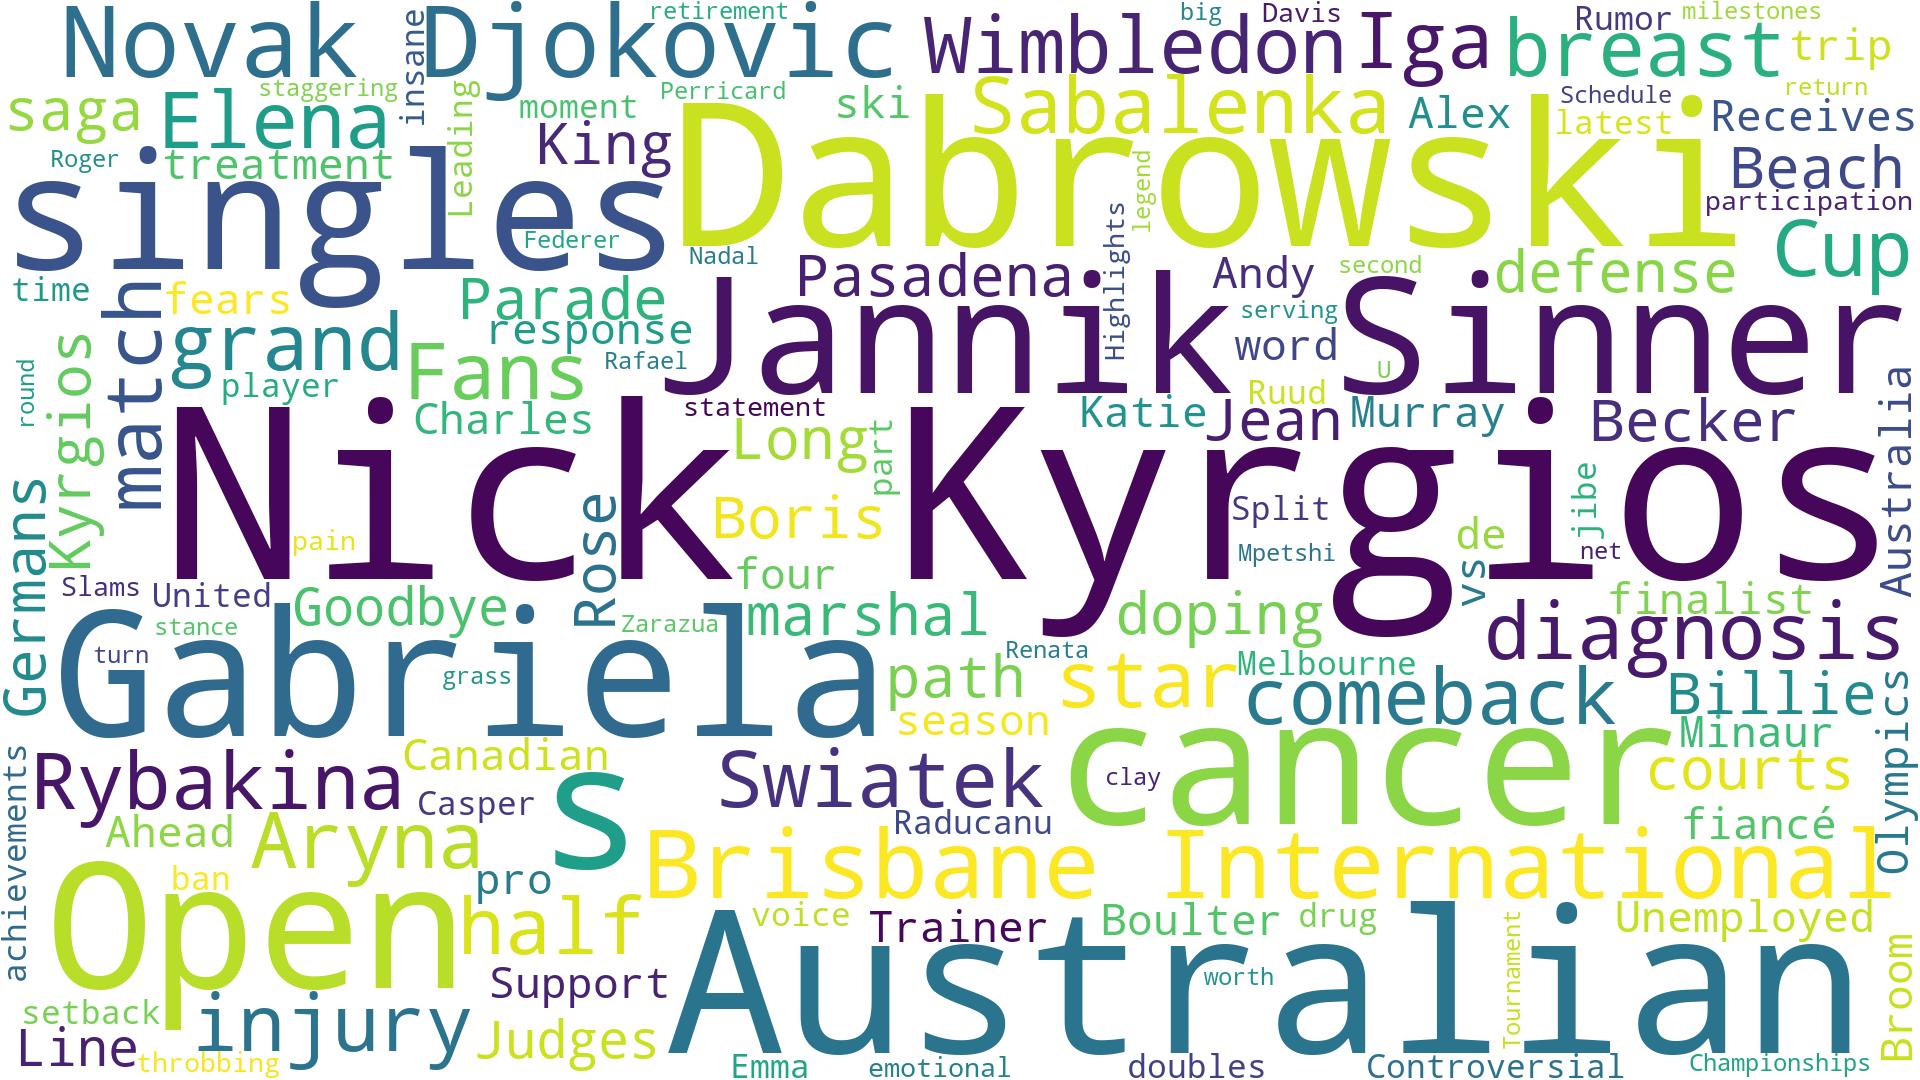 Novak Djokovic
retirement
insane
Wimbledon
big
Davis
Iga
Rumor
milestones
breast
trip
saga
Elena
staggering
Leading
moment
Perricard
ski
Sabalenka
Alex
Schedule
latest
return
Receives
Roger
treatment
King
Dabrowski
legend
Beach
participation
singles
Federer
Nadal
Highlights
Pasadena
Andy
second
defense
Cup
time
match
fears
Parade
response
Jannik Sinner
serving
word
grand
Rafael
Fans
player
Charles
statement
Ruud
U
Katie
Jean
Murray
Becker
Australia
round
Kyrgios
Long
part
Nick Kyrgios
Germans
pain
Rose
Boris
Split
Mpetshi
de
jibe
net
vs
four
Slams
United
Goodbye
stance
Zarazua
marshal
doping
finalist
diagnosis
Gabriela
turn
grass
Renata
path
star
Melbourne
comeback
Billie
Minaur
season
Olympics
achievements
Rybakina
Canadian
Casper
s
Swiatek
clay
cancer
courts
Ahead
Aryna
Raducanu
fiancé
Brisbane International
ban
pro
Open
half
voice
Trainer
Boulter
drug
Tournament
Unemployed
Broom
Support
Australian
worth
setback
injury
Judges
Line
throbbing
Emma
emotional
doubles
Controversial
Championships